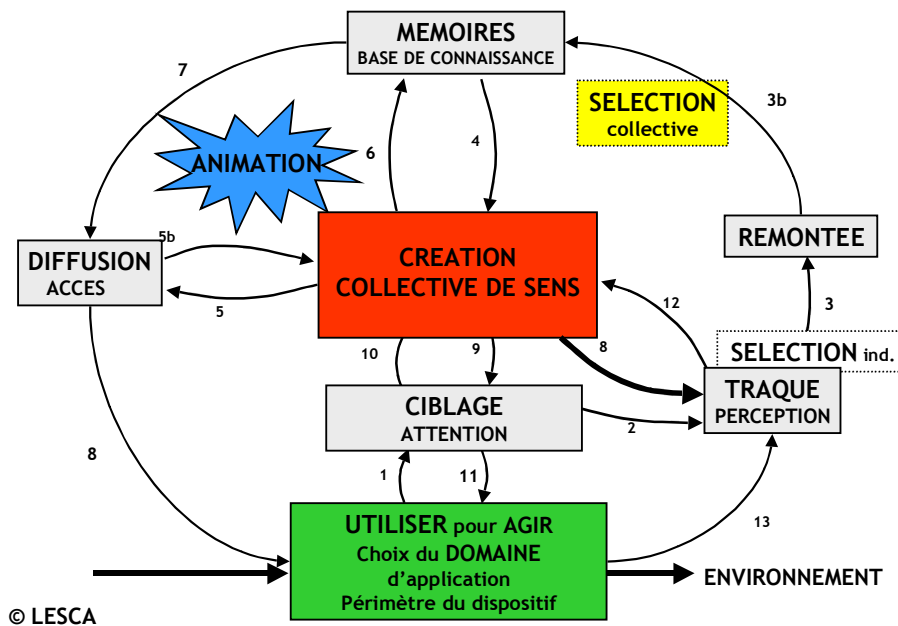 MEMOIRES
BASE DE CONNAISSANCE
7
3b
SELECTION
collective
ANIMATION
6
4
5b
REMONTEE
DIFFUSION
ACCES
CREATION
COLLECTIVE DE SENS
5
12
3
10
9
8
SELECTION ind.
TRAQUE
PERCEPTION
CIBLAGE
ATTENTION
2
8
1
11
13
UTILISER pour AGIR
Choix du DOMAINE
d’application
Périmètre du dispositif
ENVIRONNEMENT
© LESCA